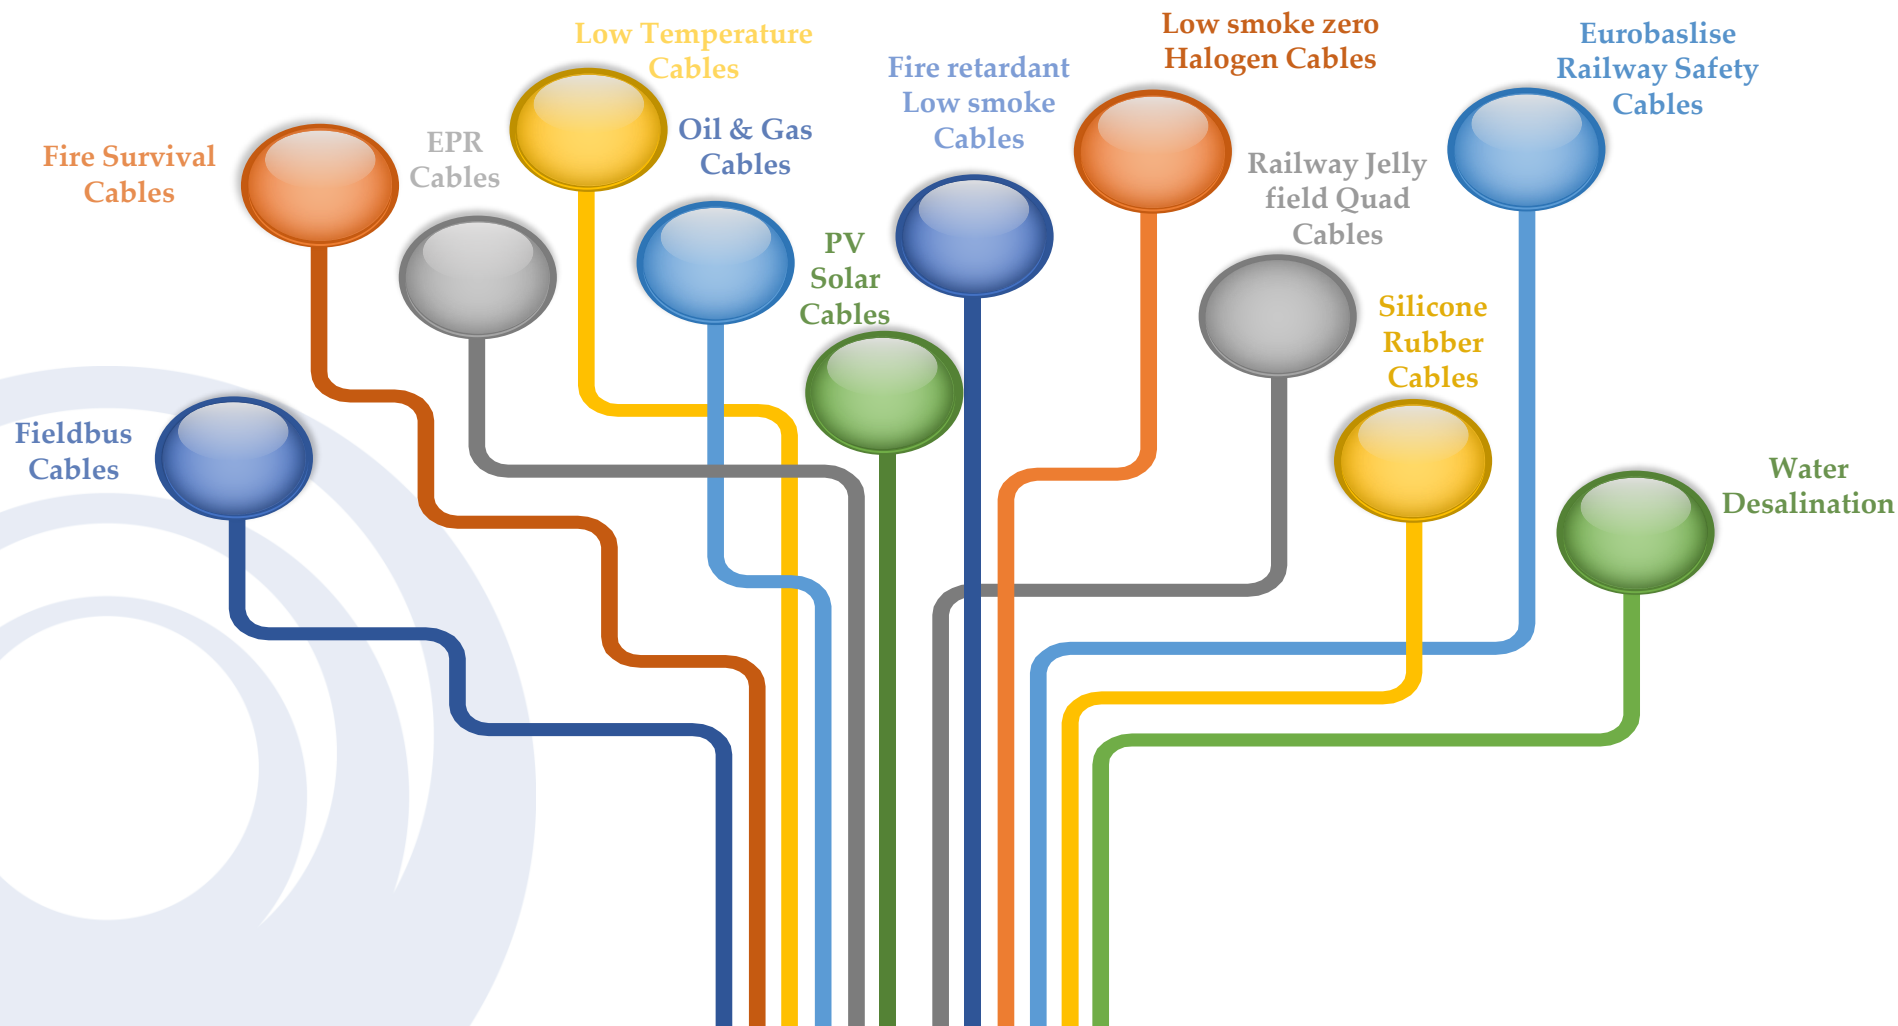 Low Temperature
Cables
Low smoke zero
Halogen Cables
Eurobaslise
Railway Safety
Cables
Fire retardant
Low smoke
Cables
Fire Survival
Cables
EPR
Cables
Oil & Gas
Cables
Railway Jelly
field Quad
Cables
PV
Solar
Cables
Silicone
Rubber
Cables
Fieldbus
Cables
Water
Desalination